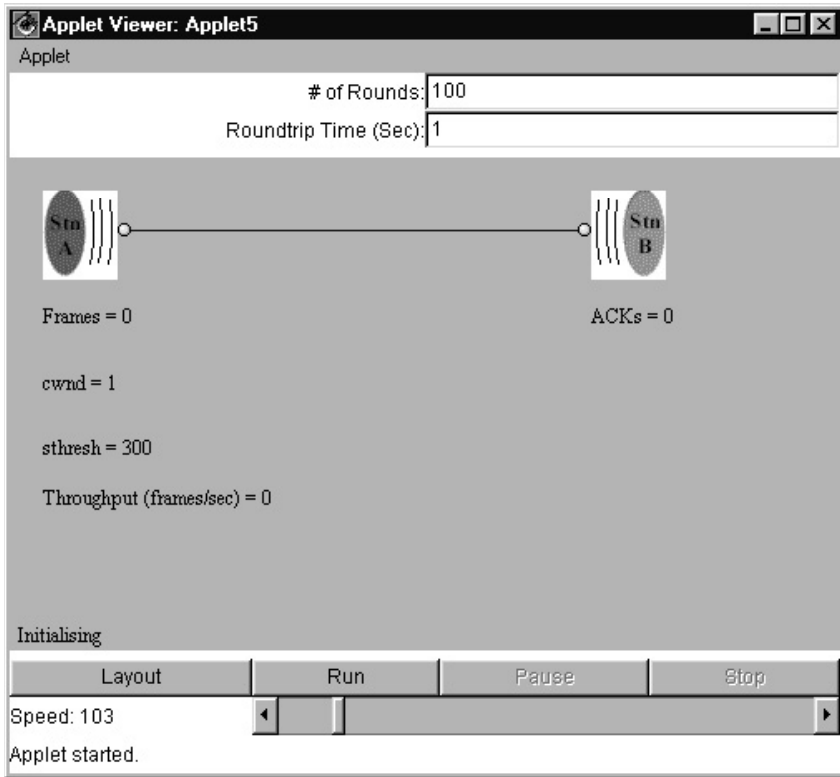 Applet Viewer: Applet5
Applet
# of Rounds: 100
Roundtrip Time (Sec): 1
Stn A
Stn B
Frames = 0
ACKs = 0
cwnd = 1
sthresh = 300
Throughput (frames/sec) = 0
Initialising
Layout Run Pause Stop
Speed: 103
Applet started.